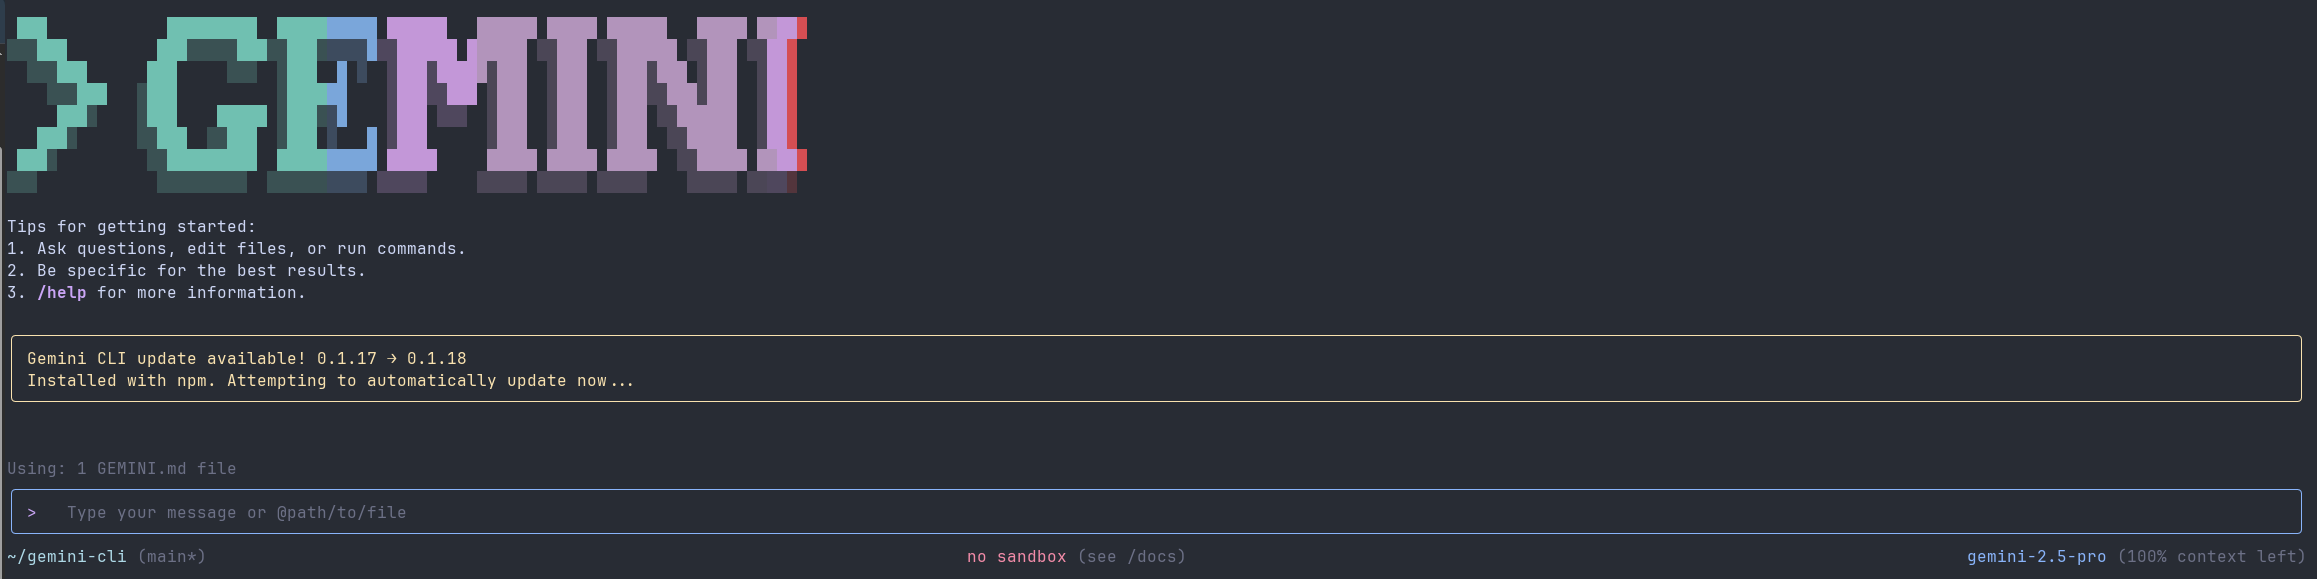 > GEMINI
Tips for getting started:
1. Ask questions, edit files, or run commands.
2. Be specific for the best results.
3. /help for more information.
Gemini CLI update available! 0.1.17 → 0.1.18
Installed with npm. Attempting to automatically update now...
Using: 1 GEMINI.md file
> Type your message or @path/to/file
~/gemini-cli (main*) no sandbox (see /docs) gemini-2.5-pro (100% context left)